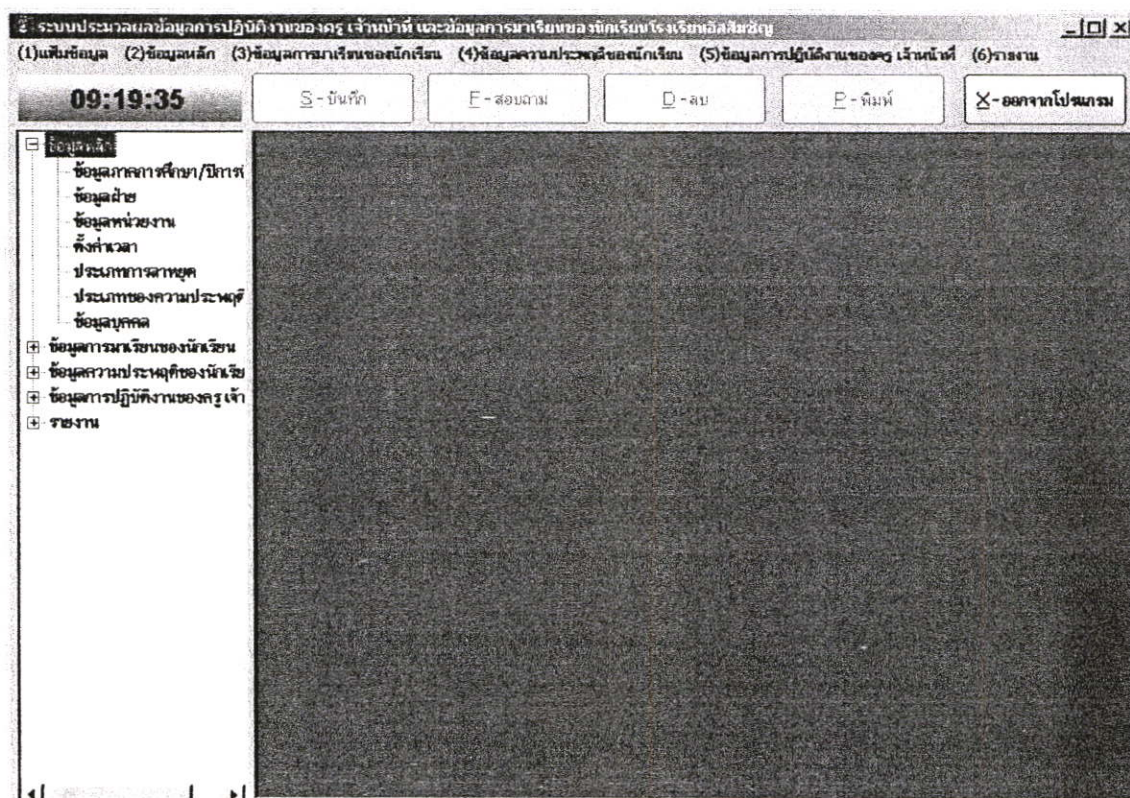 ระบบประมวลผลข้อมูลการปฏิบัติงานของครู เจ้าหน้าที่ และข้อมูลการมาเรียนของนักเรียนโรงเรียนอัสสัมชัญ
(1)แฟ้มข้อมูล (2)ข้อมูลหลัก (3)ข้อมูลการมาเรียนของนักเรียน (4)ข้อมูลความประพฤติของนักเรียน (5)ข้อมูลการปฏิบัติงานของครู เจ้าหน้าที่ (6)รายงาน
09:19:35 S - บันทึก F - สอบถาม D - ลบ P - พิมพ์ X - ออกจากโปรแกรม
ข้อมูลหลัก
ข้อมูลภาคการศึกษา/ปีการ
ข้อมูลฝ่าย
ข้อมูลหน่วยงาน
ตั้งค่าเวลา
ประเภทการลาหยุด
ประเภทของความประพฤติ
ข้อมูลบุคคล
ข้อมูลการมาเรียนของนักเรียน
ข้อมูลความประพฤติของนักเรีย
ข้อมูลการปฏิบัติงานของครู เจ้า
รายงาน